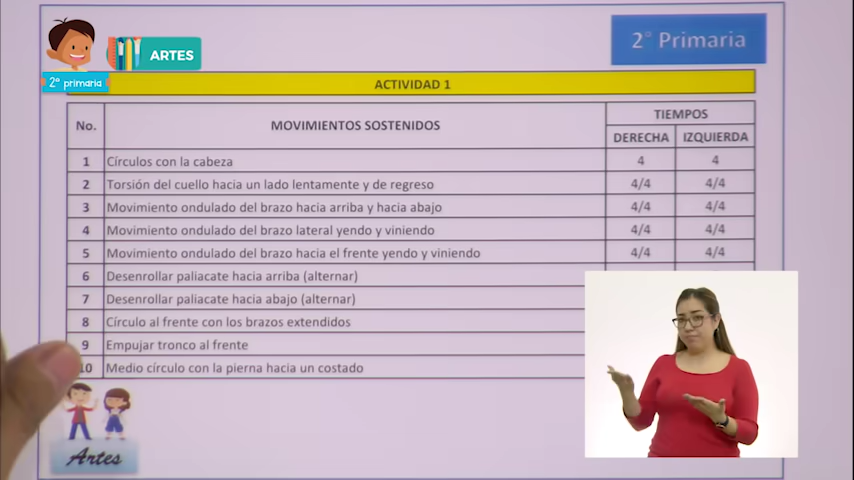 ARTES
2° primaria
2° Primaria
ACTIVIDAD 1
No. MOVIMIENTOS SOSTENIDOS TIEMPOS
DERECHA IZQUIERDA
1 Círculos con la cabeza 4 4
2 Torsión del cuello hacia un lado lentamente y de regreso 4/4 4/4
3 Movimiento ondulado del brazo hacia arriba y hacia abajo 4/4 4/4
4 Movimiento ondulado del brazo lateral yendo y viniendo 4/4 4/4
5 Movimiento ondulado del brazo hacia el frente yendo y viniendo 4/4 4/4
6 Desenrollar paliacate hacia arriba (alternar)
7 Desenrollar paliacate hacia abajo (alternar)
8 Círculo al frente con los brazos extendidos
9 Empujar tronco al frente
10 Medio círculo con la pierna hacia un costado
Artes